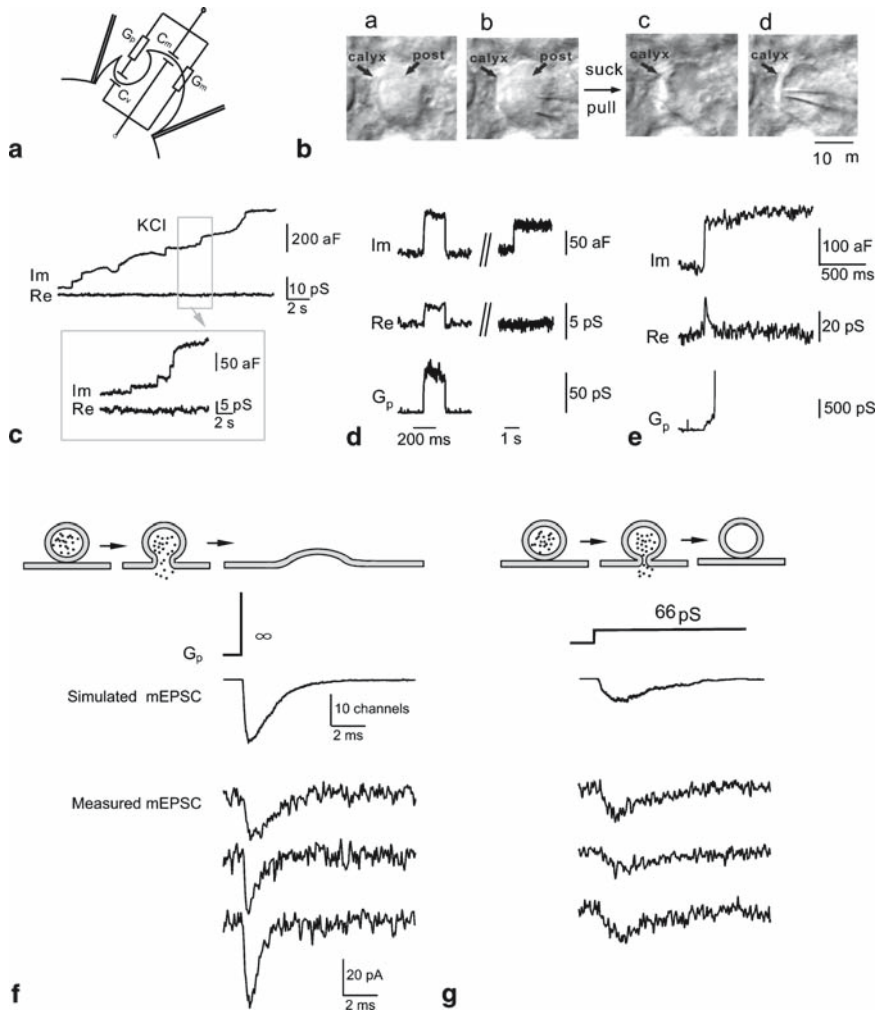 Gp
Cm
Gm
Cv
a
b
a
b
c
d
calyx
post
calyx
post
suck
pull
calyx
calyx
10 m
KCl
Im
200 aF
Re
10 pS
2 s
Im
50 aF
Re
5 pS
2 s
c
Im
50 aF
Re
5 pS
Gp
50 pS
200 ms
1 s
d
Im
100 aF
500 ms
Re
20 pS
Gp
500 pS
e
Gp
∞
Simulated mEPSC
10 channels
2 ms
Measured mEPSC
20 pA
2 ms
f
66 pS
g